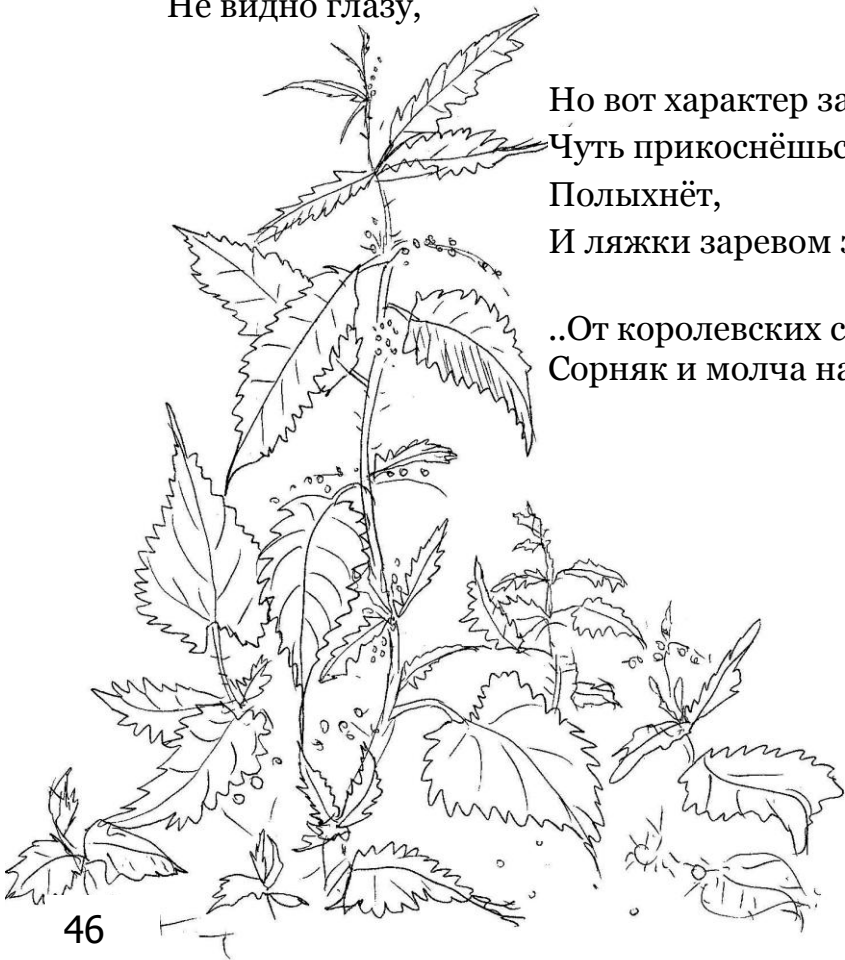 Не видно глазу,
Но вот характер за
Чуть прикоснёшьс
Полыхнёт,
И ляжки заревом з
..От королевских с
Сорняк и молча на
46